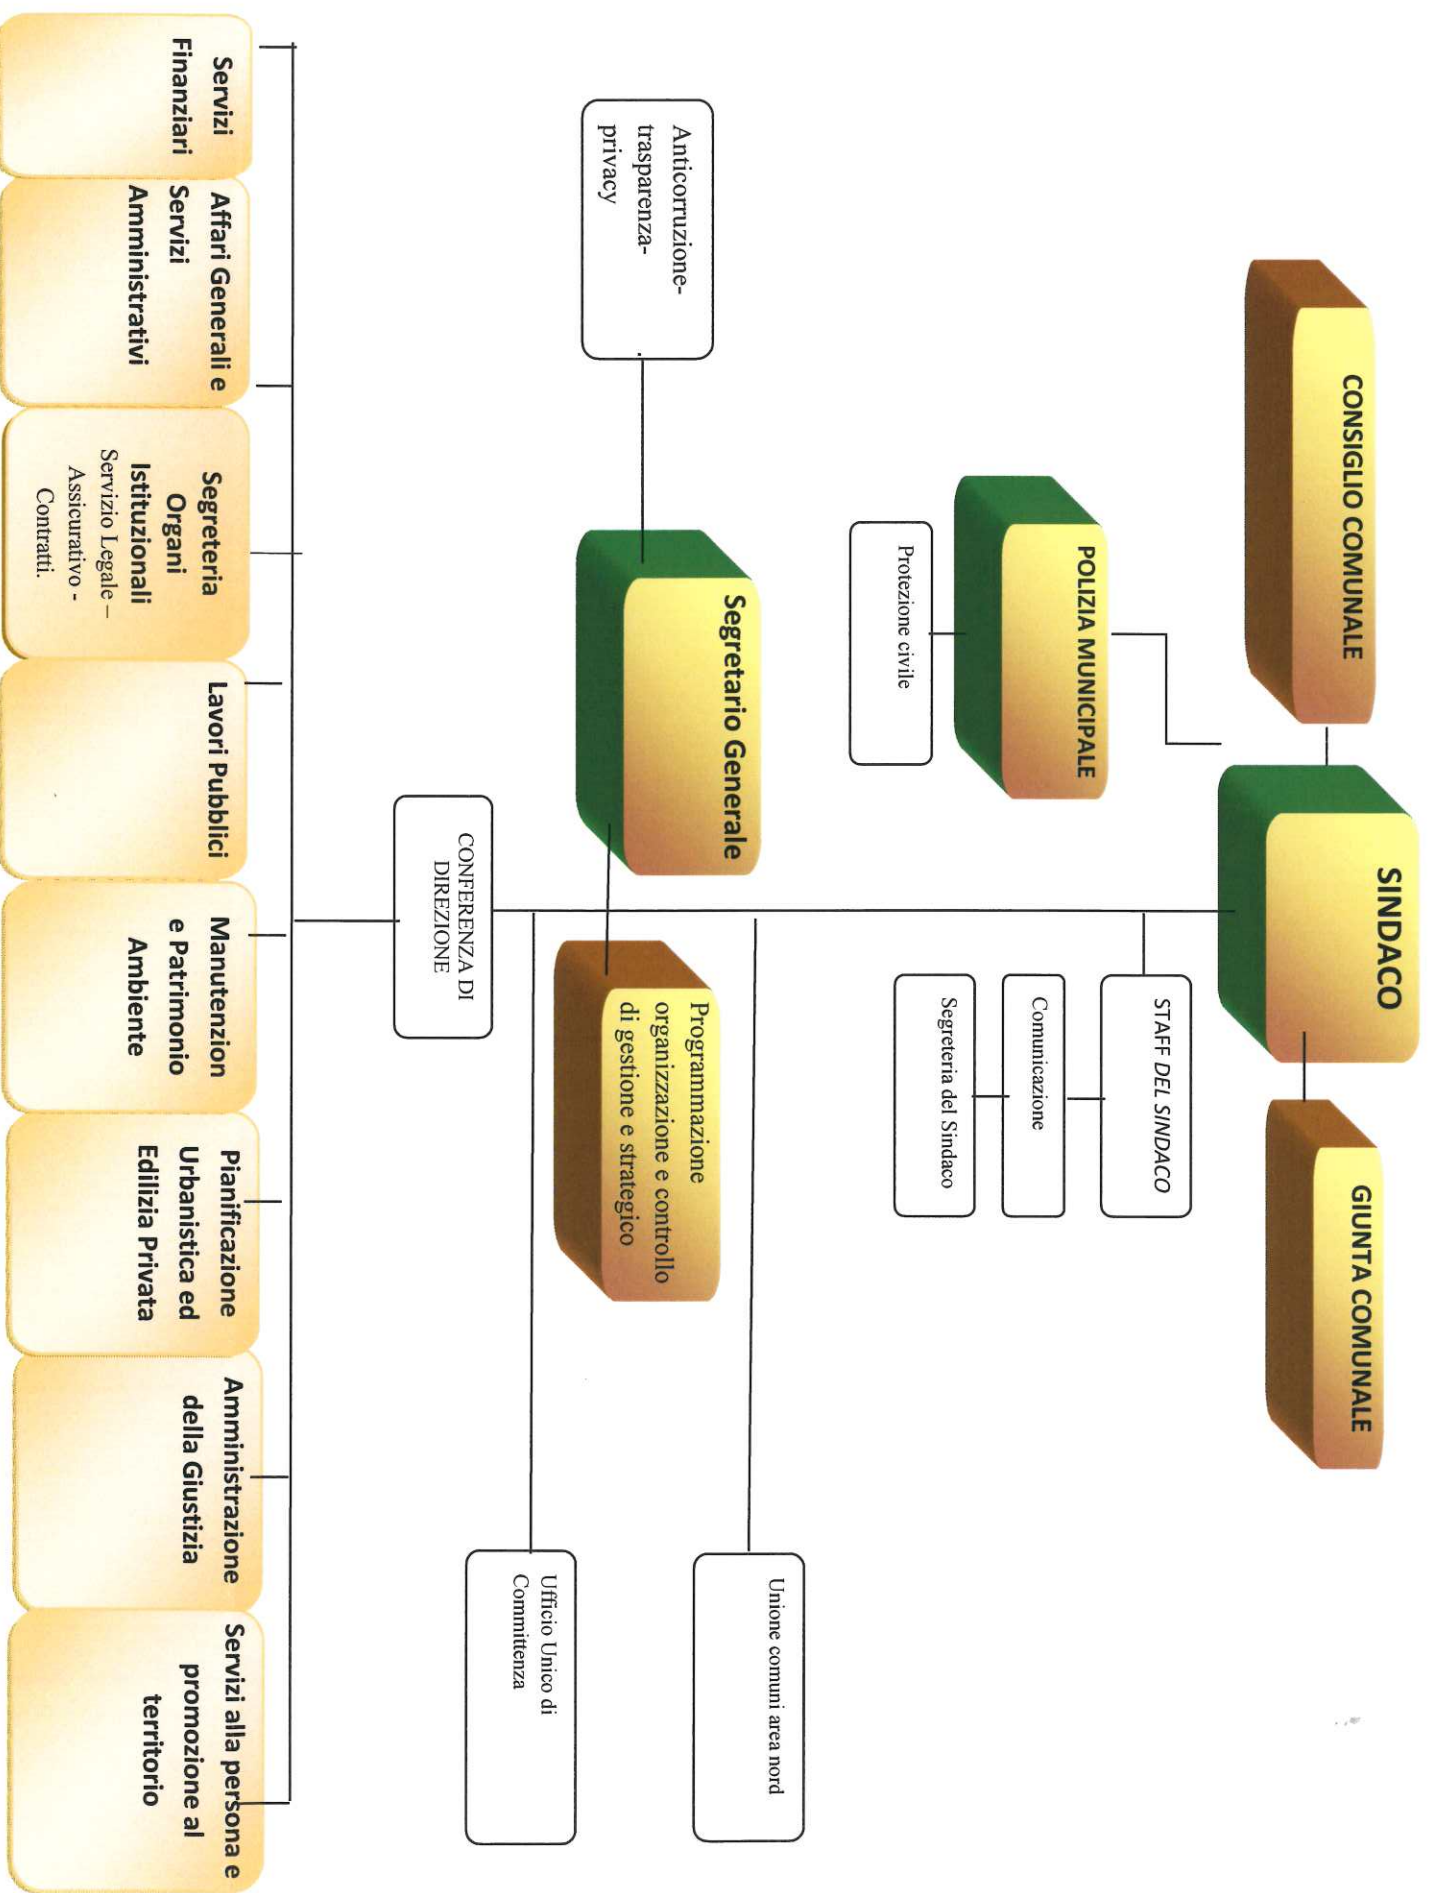 CONSIGLIO COMUNALE
SINDACO
GIUNTA COMUNALE
POLIZIA MUNICIPALE
Protezione civile
STAFF DEL SINDACO
Comunicazione
Segreteria del Sindaco
Unione comuni area nord
Anticorruzione-
trasparenza-
privacy
Segretario Generale
Programmazione
organizzazione e controllo
di gestione e strategico
Ufficio Unico di
Committenza
CONFERENZA DI
DIREZIONE
Servizi
Finanziari
Affari Generali e
Servizi
Amministrativi
Segreteria
Organi
Istituzionali
Servizio Legale –
Assicurativo -
Contratti.
Lavori Pubblici
Manutenzion
e Patrimonio
Ambiente
Pianificazione
Urbanistica ed
Edilizia Privata
Amministrazione
della Giustizia
Servizi alla persona e
promozione al
territorio